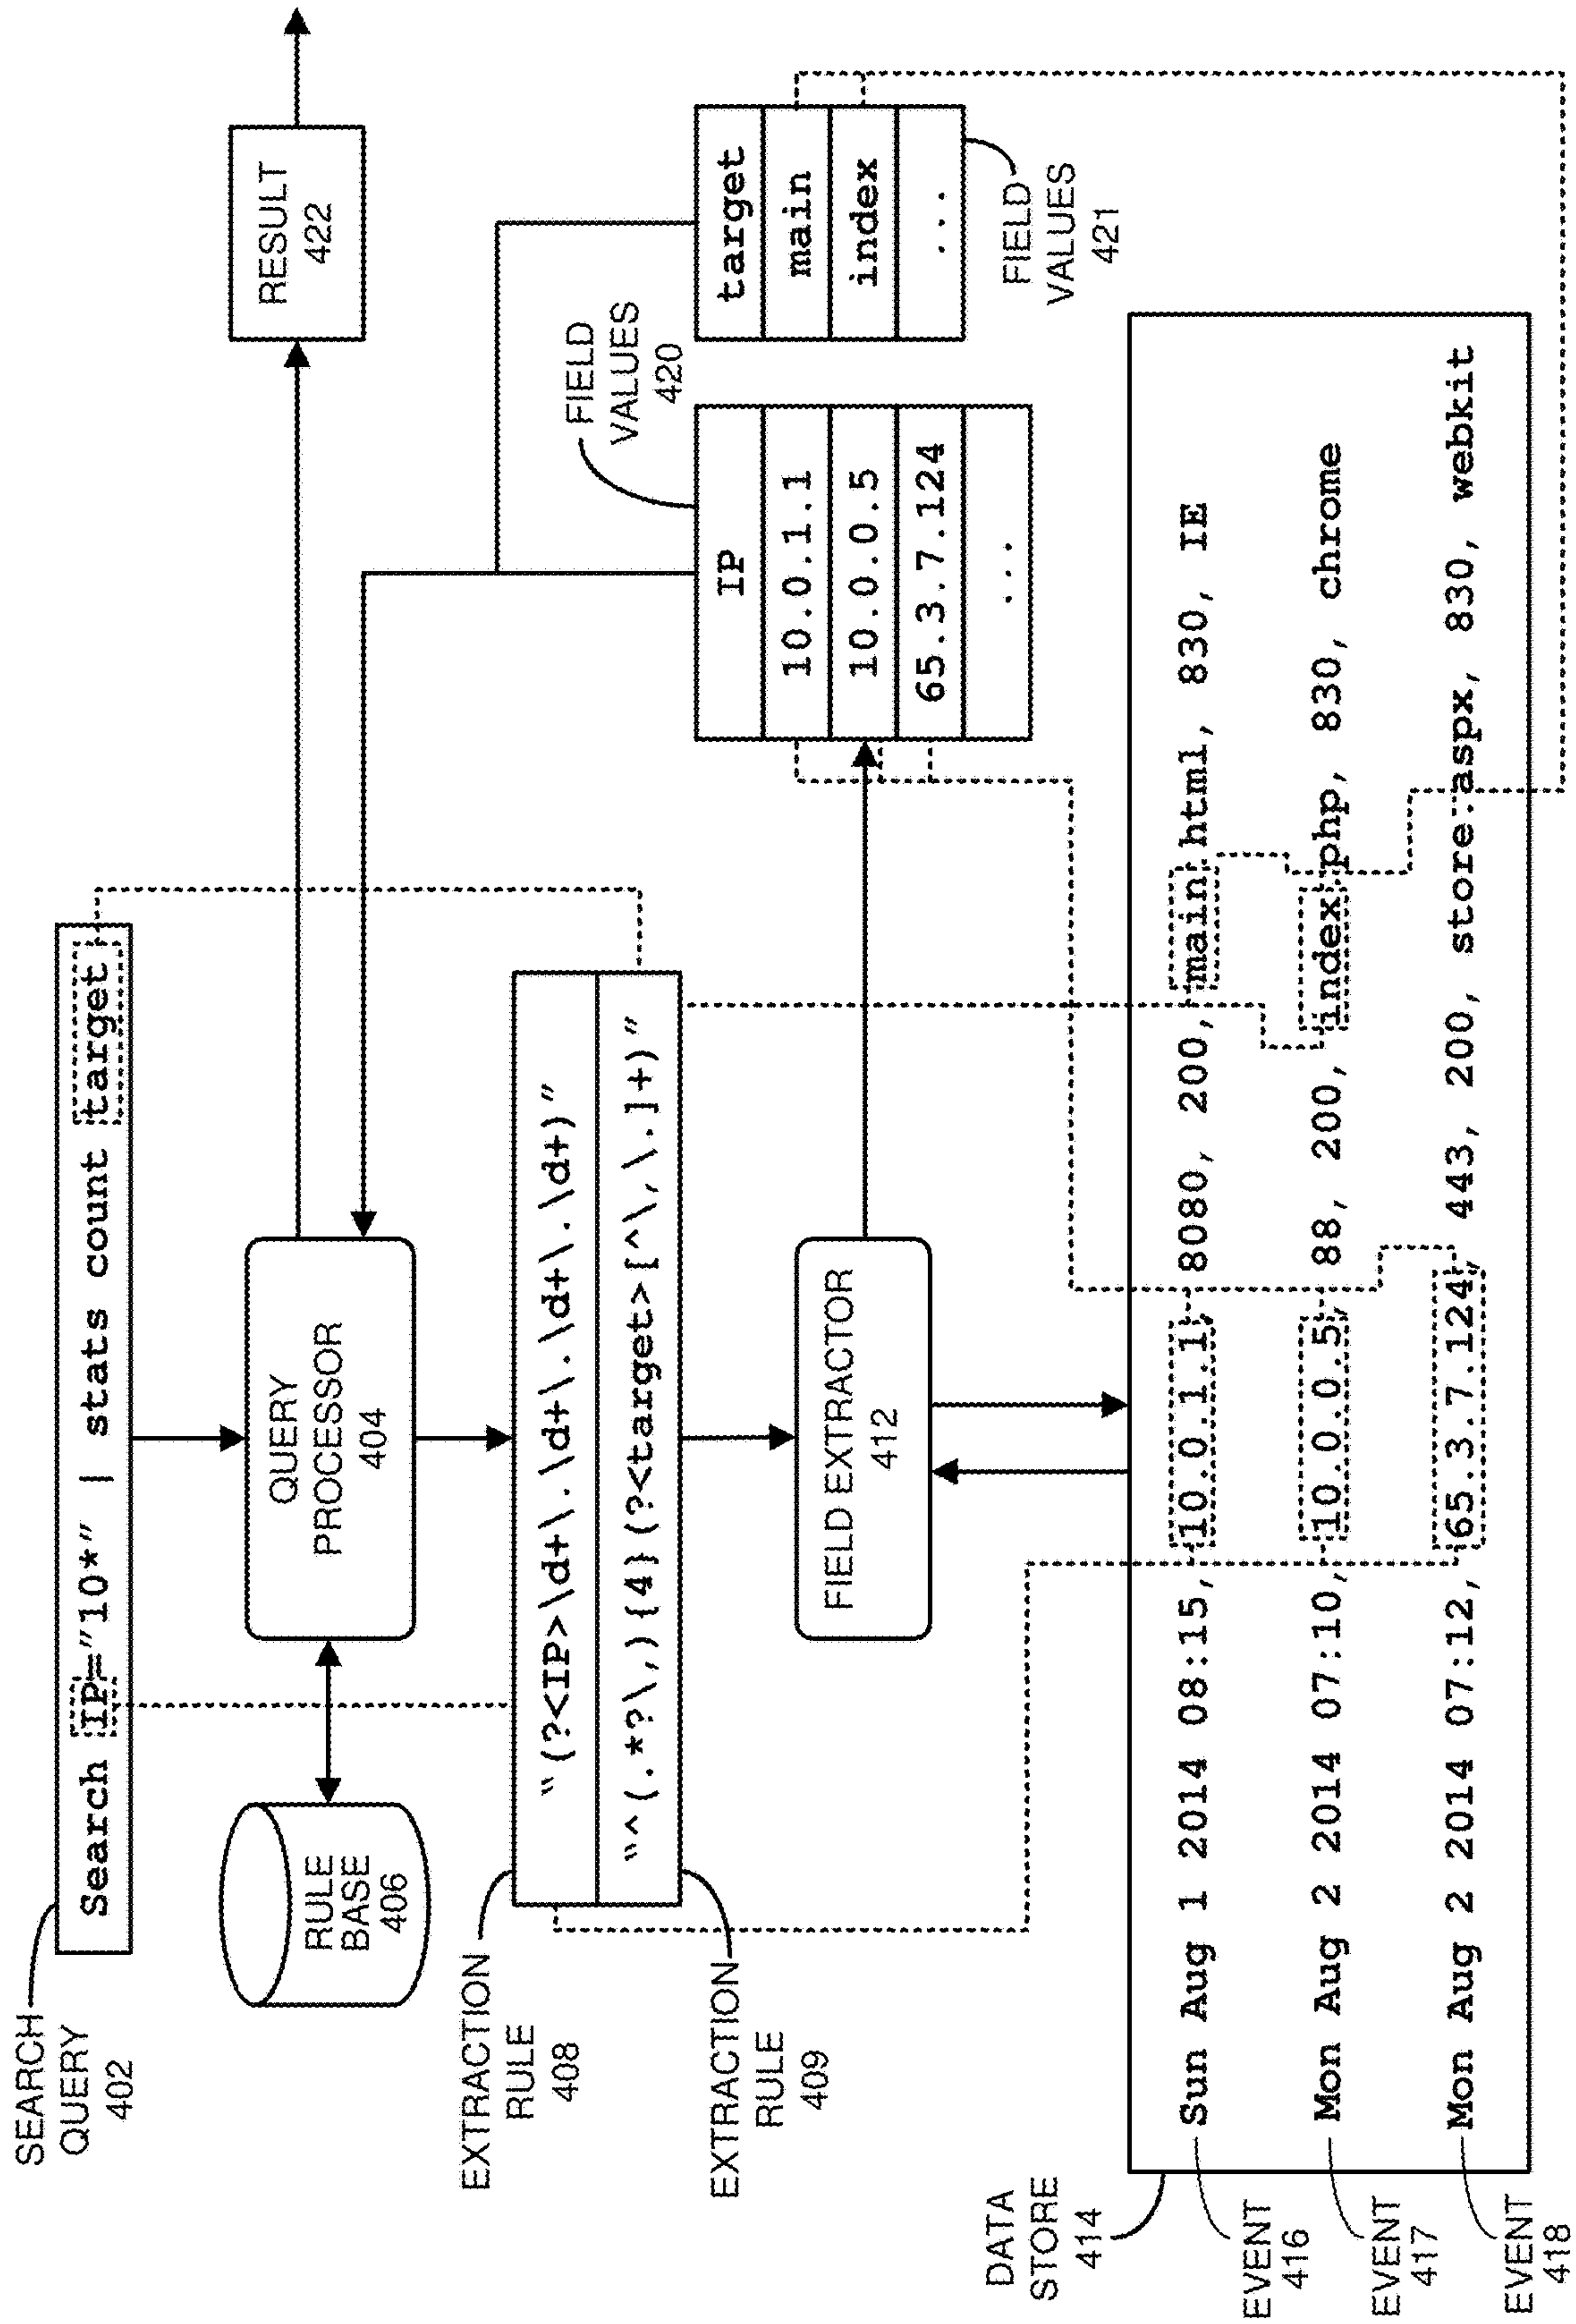 SEARCH
QUERY
402
Search IP="10*" | stats count target
RULE
BASE
406
QUERY
PROCESSOR
404
RESULT
422
EXTRACTION
RULE
408
"(?<IP>\d+\.\d+\.\d+\.\d+)"
"^(.*?\,){4}(?<target>[^\,\.]+)"
EXTRACTION
RULE
409
FIELD EXTRACTOR
412
FIELD
VALUES
420
IP
10.0.1.1
10.0.0.5
65.3.7.124
...
target
main
index
...
FIELD
VALUES
421
DATA
STORE
414
EVENT
416
Sun Aug 1 2014 08:15, 10.0.1.1, 8080, 200, main.html, 830, IE
EVENT
417
Mon Aug 2 2014 07:10, 10.0.0.5, 88, 200, index.php, 830, chrome
EVENT
418
Mon Aug 2 2014 07:12, 65.3.7.124, 443, 200, store.aspx, 830, webkit